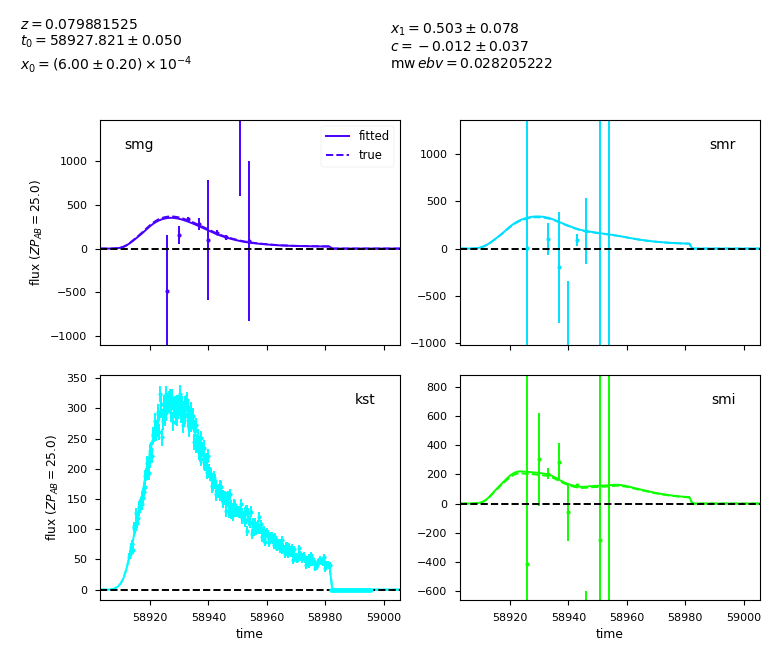 z = 0.079881525
t₀ = 58927.821 ± 0.050
x₀ = (6.00 ± 0.20) × 10⁻⁴
x₁ = 0.503 ± 0.078
c = −0.012 ± 0.037
mw ebv = 0.028205222
smg
fitted
true
1000
500
0
−500
−1000
flux (ZP_AB = 25.0)
smr
1000
500
0
−500
−1000
kst
350
300
250
200
150
100
50
0
flux (ZP_AB = 25.0)
58920 58940 58960 58980 59000
time
smi
800
600
400
200
0
−200
−400
−600
58920 58940 58960 58980 59000
time